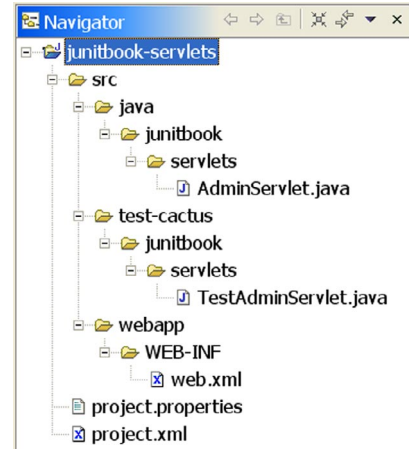 Navigator
junitbook-servlets
src
java
junitbook
servlets
AdminServlet.java
test-cactus
junitbook
servlets
TestAdminServlet.java
webapp
WEB-INF
web.xml
project.properties
project.xml